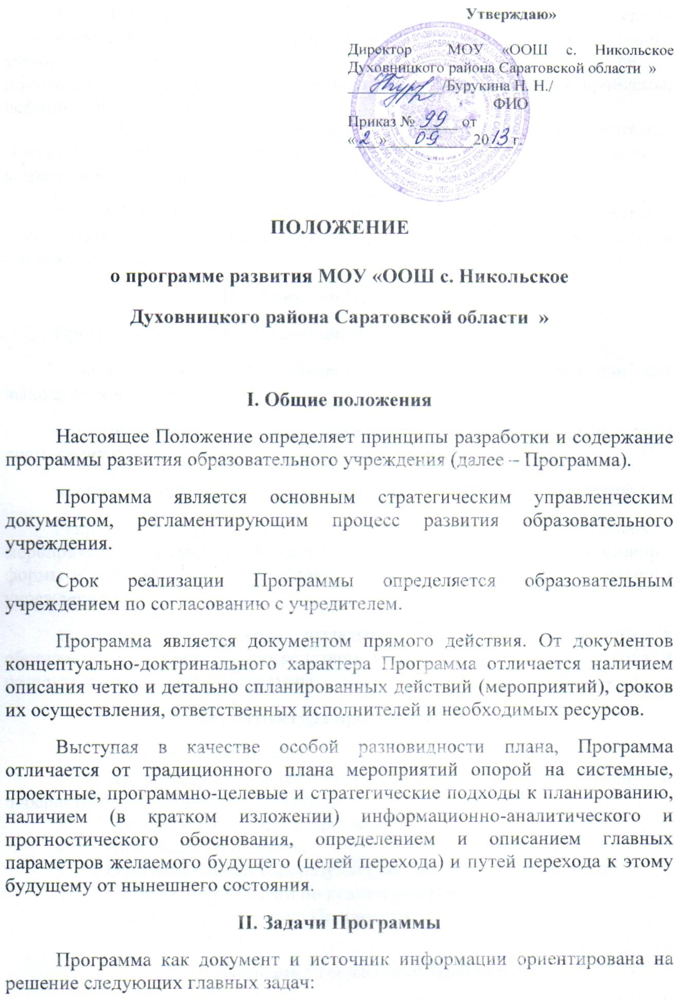 Утверждаю»
Директор МОУ «ООШ с. Никольское
Духовницкого района Саратовской области »
/Бурукина Н. Н./
ФИО
Приказ № 99 от
« 2 » 09 2013 г.
ПОЛОЖЕНИЕ
о программе развития МОУ «ООШ с. Никольское
Духовницкого района Саратовской области »
I. Общие положения
Настоящее Положение определяет принципы разработки и содержание
программы развития образовательного учреждения (далее – Программа).
Программа является основным стратегическим управленческим
документом, регламентирующим процесс развития образовательного
учреждения.
Срок реализации Программы определяется образовательным
учреждением по согласованию с учредителем.
Программа является документом прямого действия. От документов
концептуально-доктринального характера Программа отличается наличием
описания четко и детально спланированных действий (мероприятий), сроков
их осуществления, ответственных исполнителей и необходимых ресурсов.
Выступая в качестве особой разновидности плана, Программа
отличается от традиционного плана мероприятий опорой на системные,
проектные, программно-целевые и стратегические подходы к планированию,
наличием (в кратком изложении) информационно-аналитического и
прогностического обоснования, определением и описанием главных
параметров желаемого будущего (целей перехода) и путей перехода к этому
будущему от нынешнего состояния.
II. Задачи Программы
Программа как документ и источник информации ориентирована на
решение следующих главных задач: